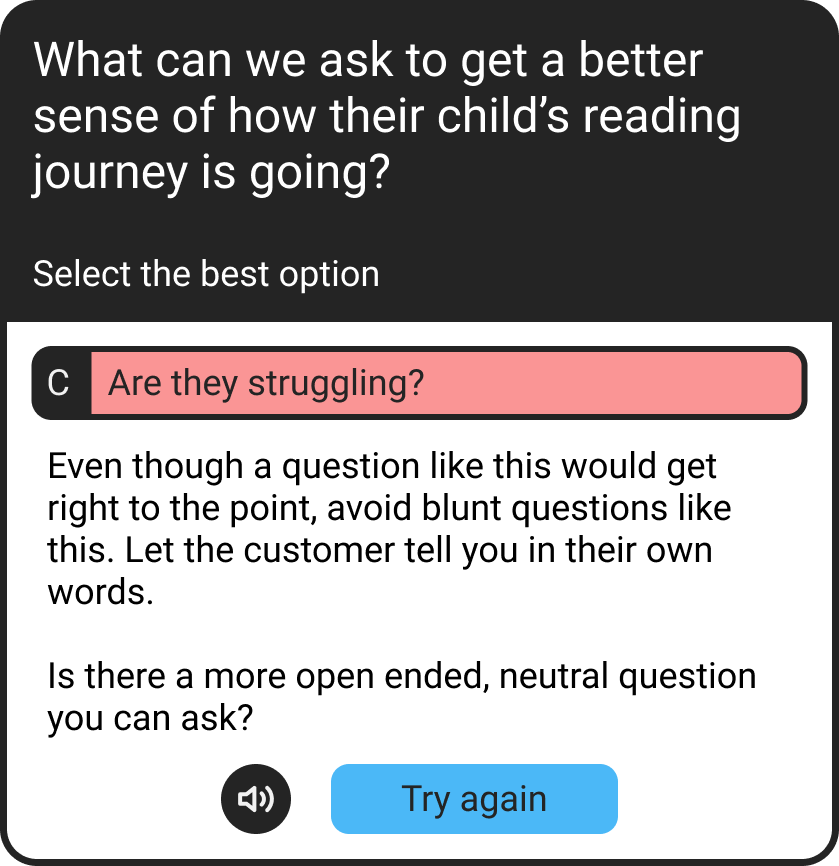 What can we ask to get a better
sense of how their child’s reading
journey is going?
Select the best option
C Are they struggling?
Even though a question like this would get
right to the point, avoid blunt questions like
this. Let the customer tell you in their own
words.
Is there a more open ended, neutral question
you can ask?
Try again